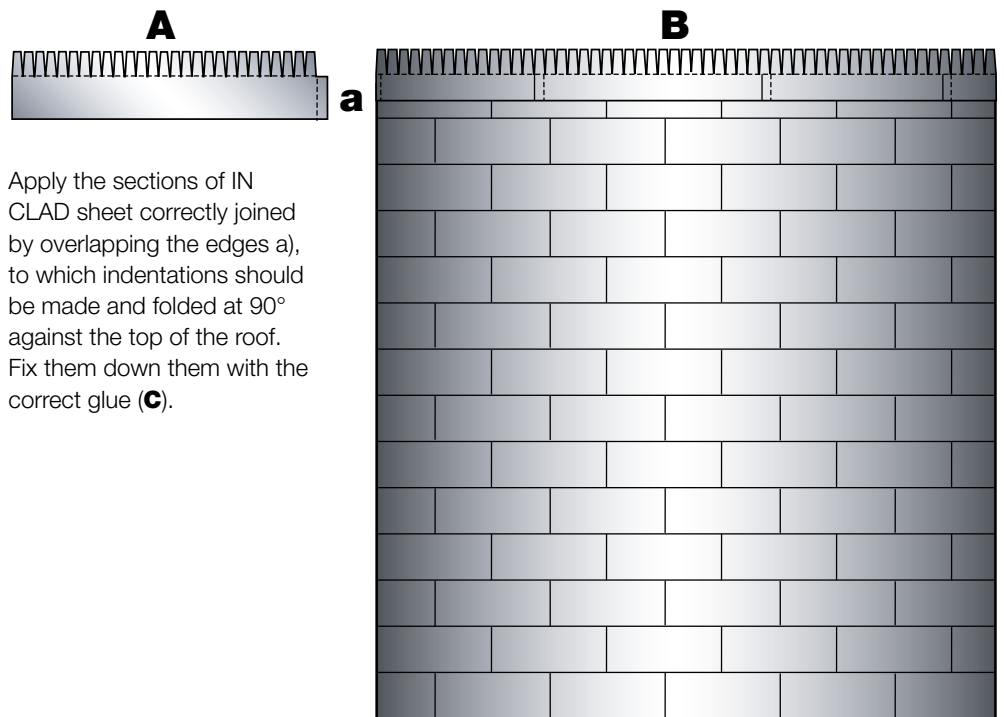 A
B
a
Apply the sections of IN
CLAD sheet correctly joined
by overlapping the edges a),
to which indentations should
be made and folded at 90°
against the top of the roof.
Fix them down them with the
correct glue (C).